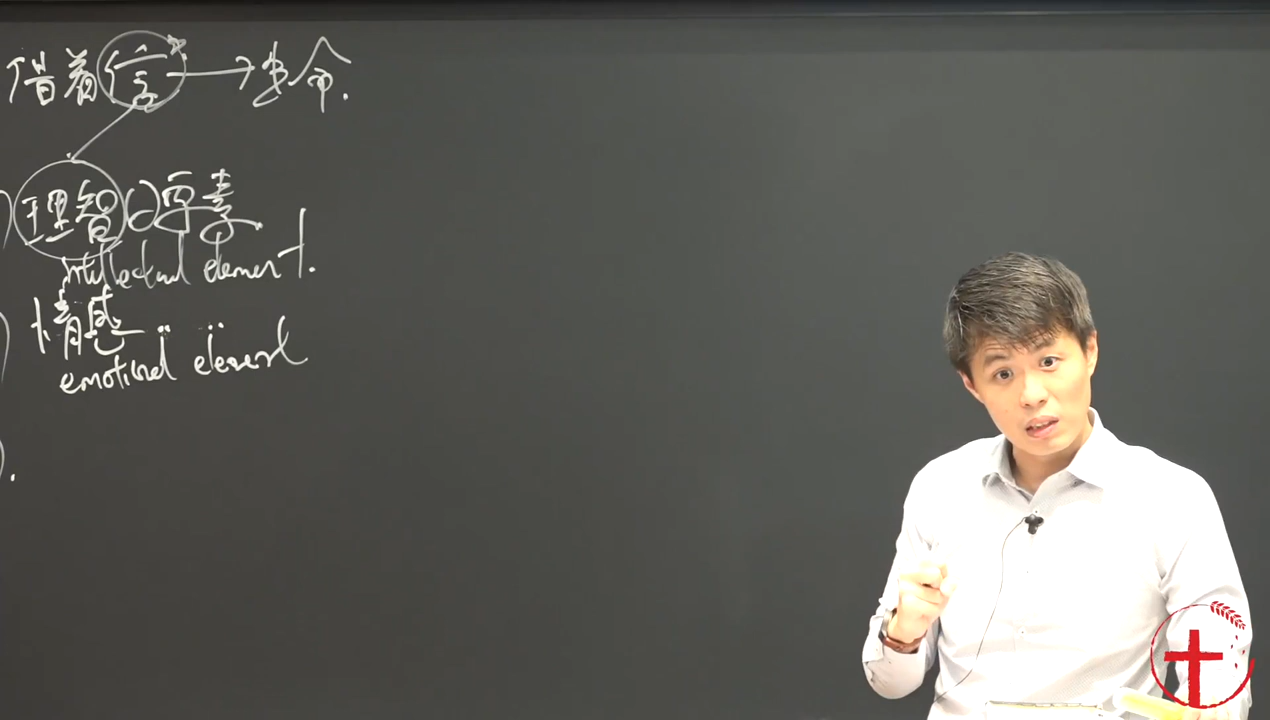 借着信→生命.
)理智的要素
intellectual element.
)情感 〃 〃
emotional element
).